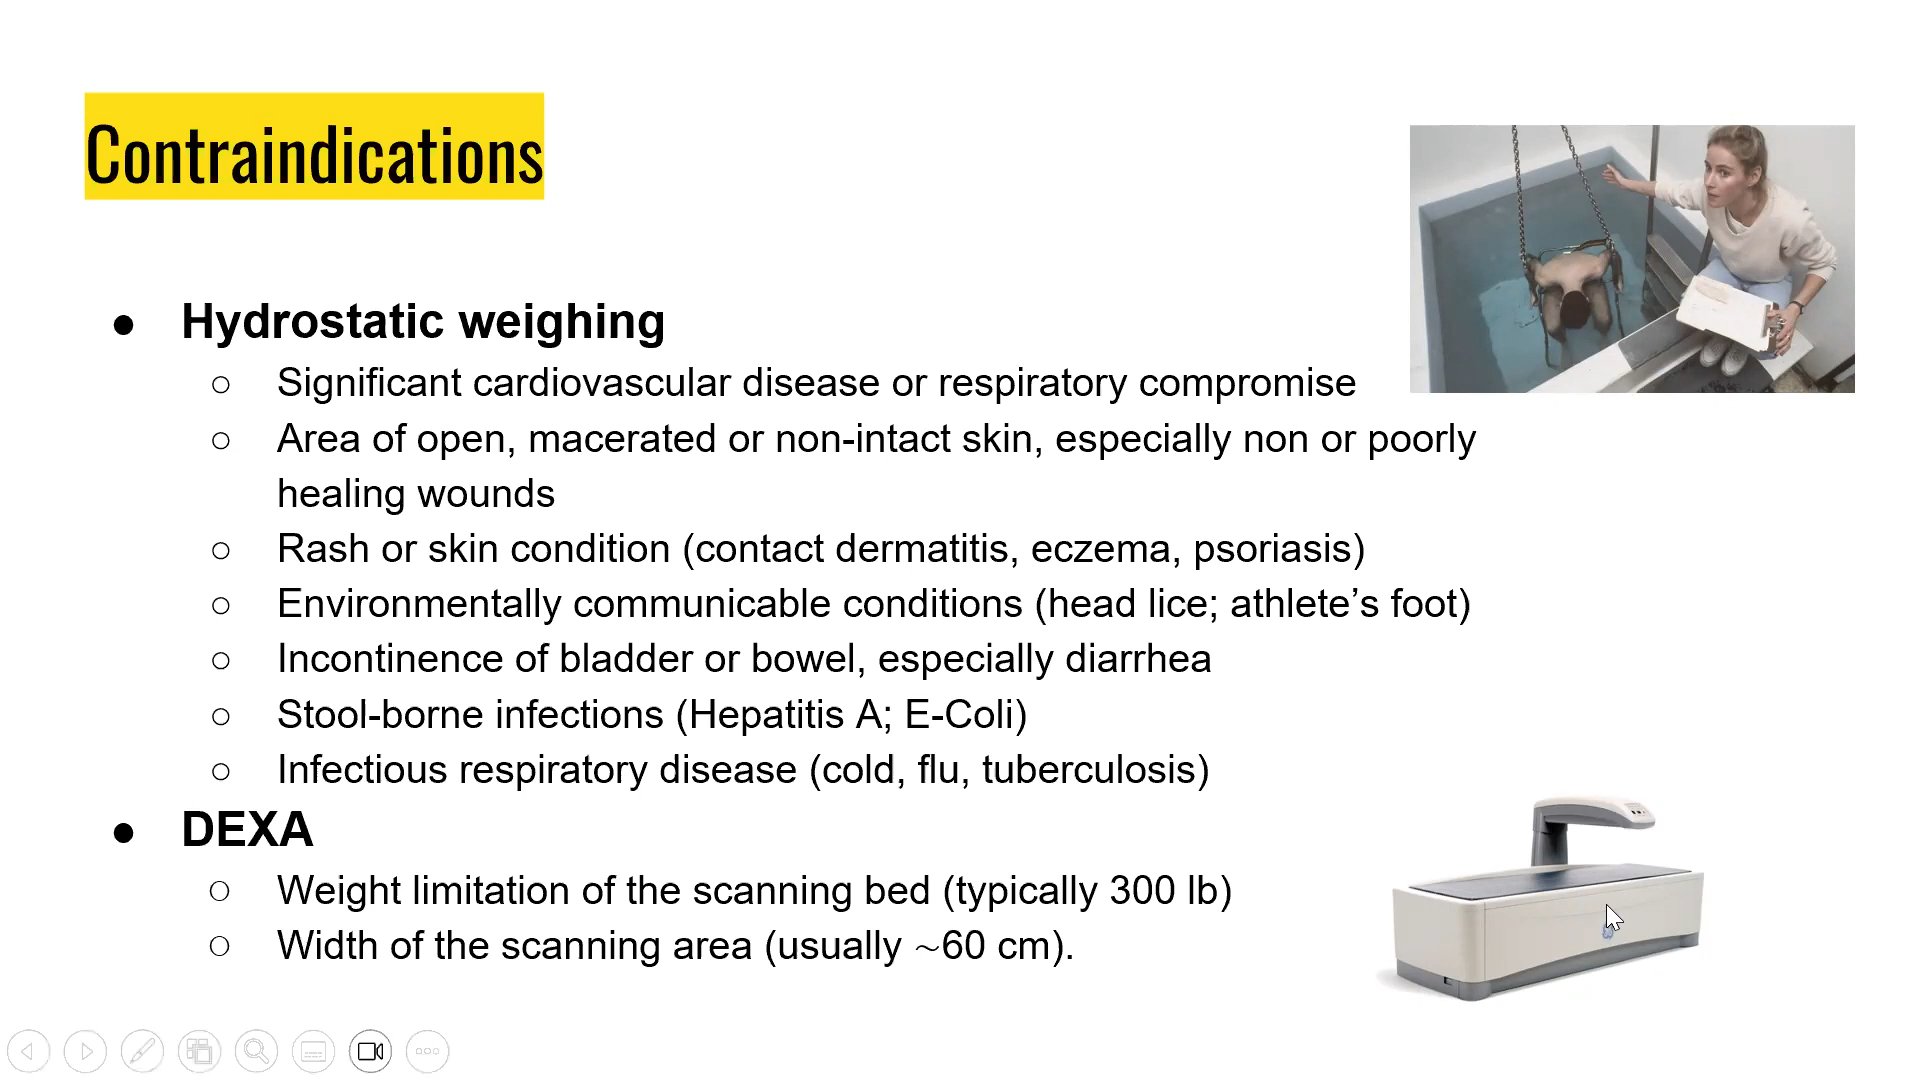 Contraindications
● Hydrostatic weighing
○ Significant cardiovascular disease or respiratory compromise
○ Area of open, macerated or non-intact skin, especially non or poorly
healing wounds
○ Rash or skin condition (contact dermatitis, eczema, psoriasis)
○ Environmentally communicable conditions (head lice; athlete’s foot)
○ Incontinence of bladder or bowel, especially diarrhea
○ Stool-borne infections (Hepatitis A; E-Coli)
○ Infectious respiratory disease (cold, flu, tuberculosis)
● DEXA
○ Weight limitation of the scanning bed (typically 300 lb)
○ Width of the scanning area (usually ∼60 cm).